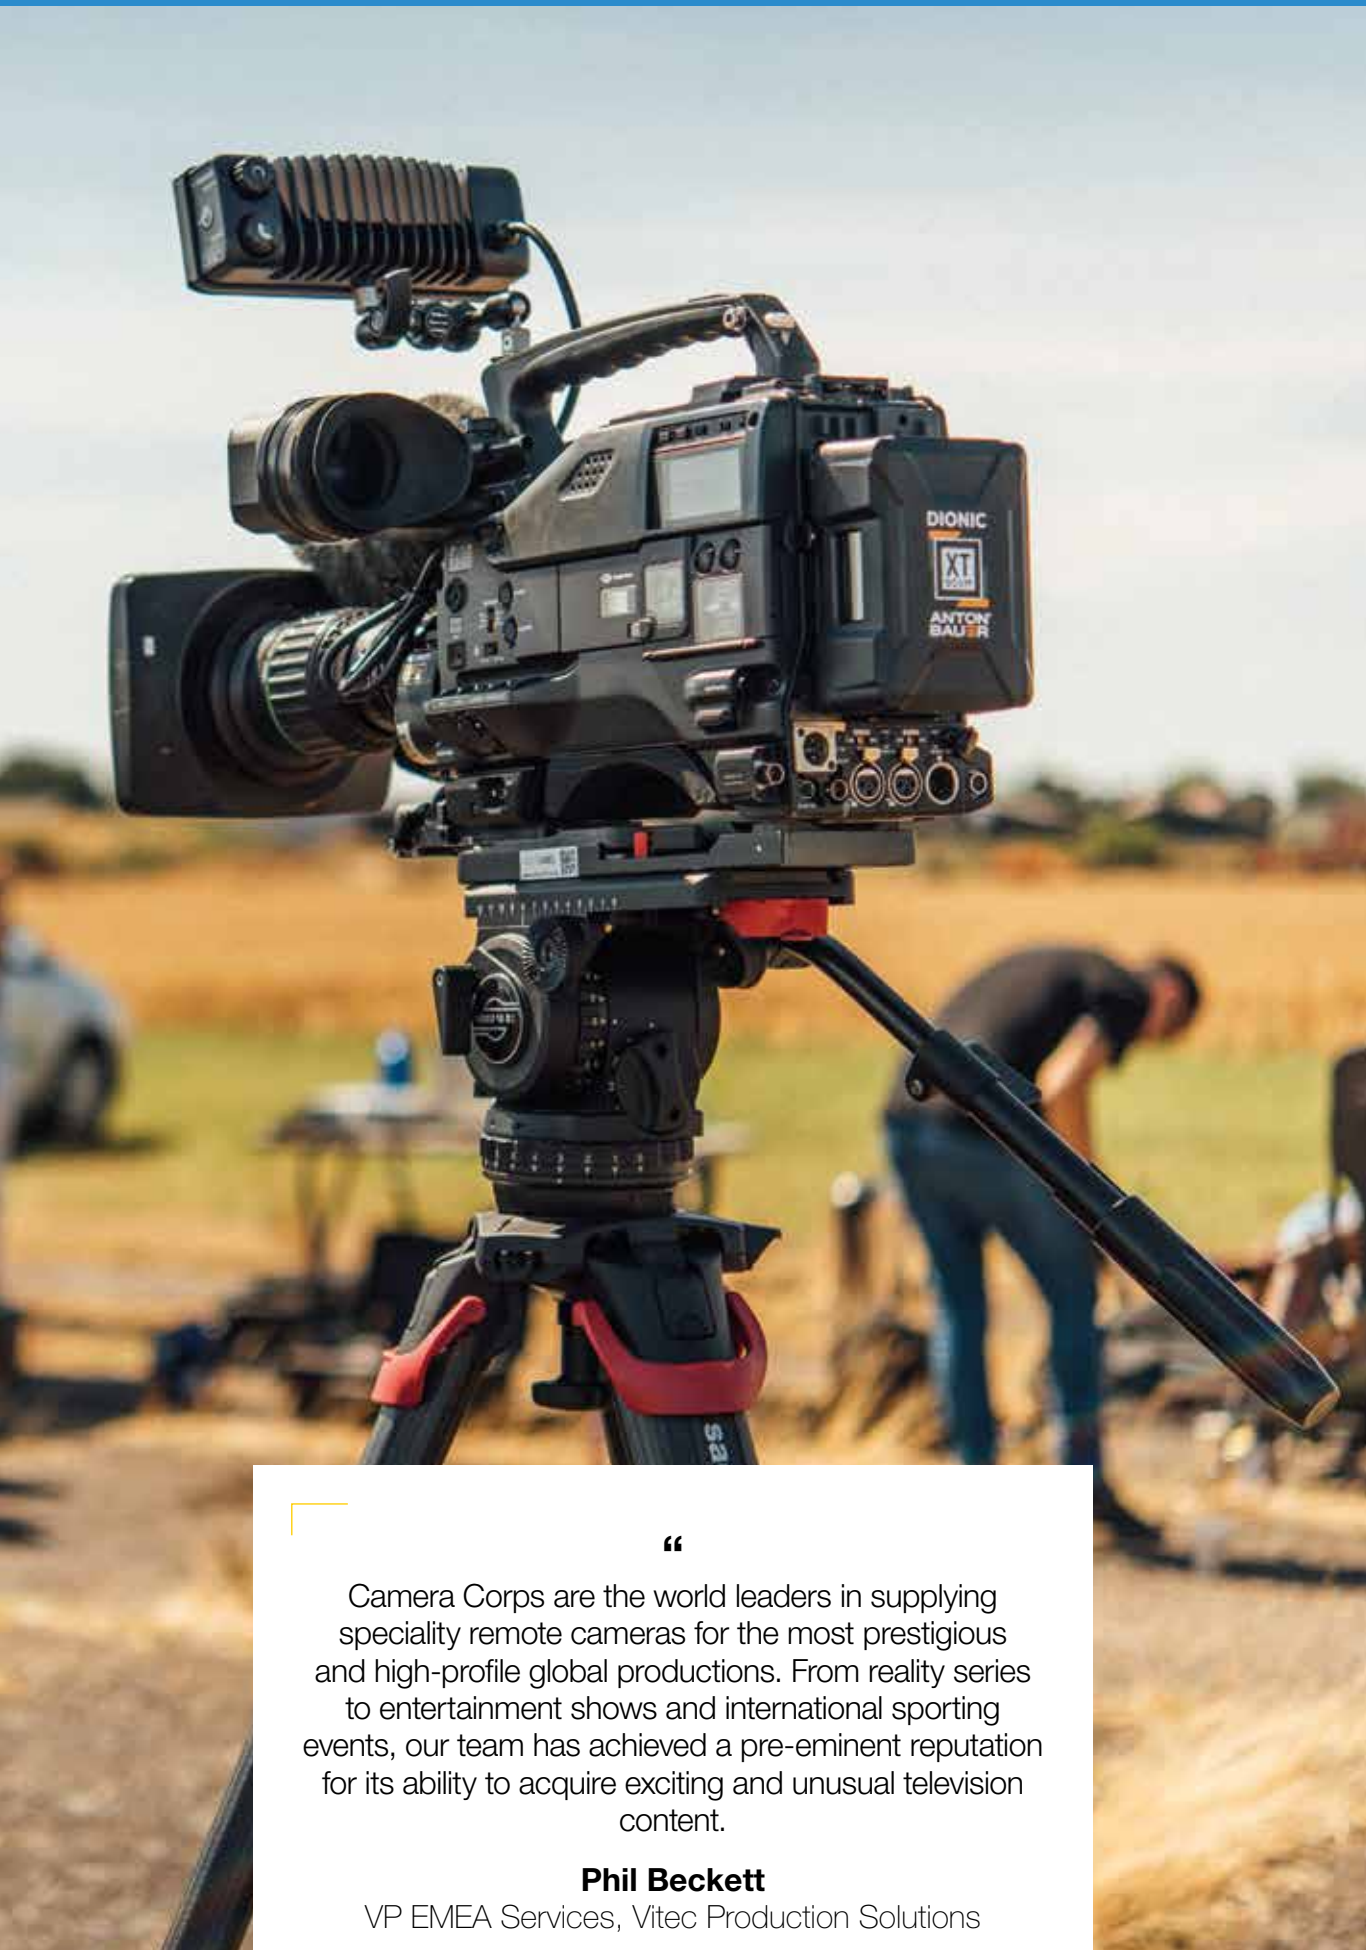 DIONIC
XT
ANTON
BAUER
sa
“
Camera Corps are the world leaders in supplying
speciality remote cameras for the most prestigious
and high-profile global productions. From reality series
to entertainment shows and international sporting
events, our team has achieved a pre-eminent reputation
for its ability to acquire exciting and unusual television
content.
Phil Beckett
VP EMEA Services, Vitec Production Solutions